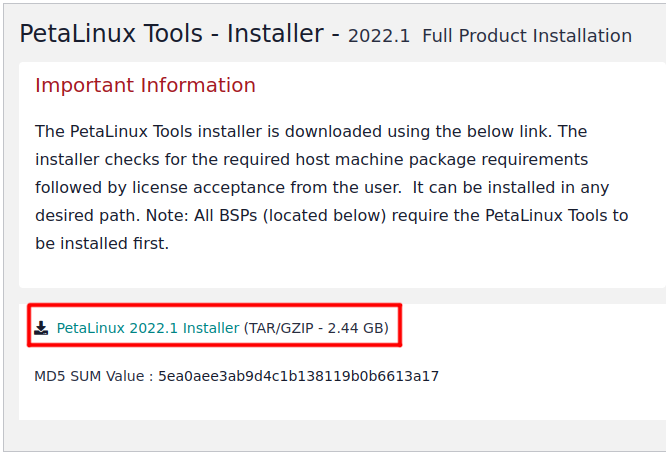 PetaLinux Tools - Installer - 2022.1  Full Product Installation
Important Information
The PetaLinux Tools installer is downloaded using the below link. The
installer checks for the required host machine package requirements
followed by license acceptance from the user.  It can be installed in any
desired path. Note: All BSPs (located below) require the PetaLinux Tools to
be installed first.
PetaLinux 2022.1 Installer (TAR/GZIP - 2.44 GB)
MD5 SUM Value : 5ea0aee3ab9d4c1b138119b0b6613a17